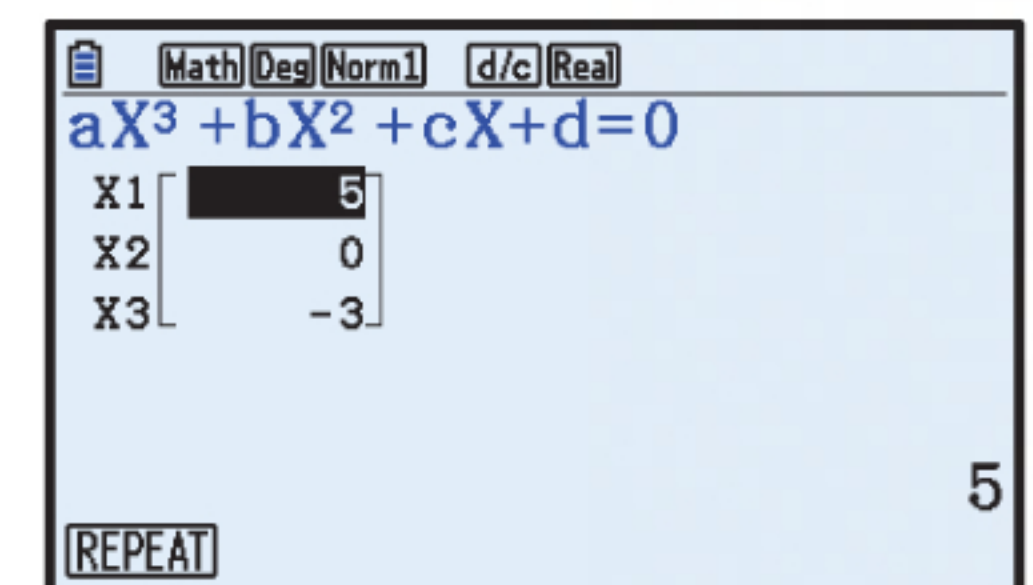 Math Deg Norm1 d/c Real
aX³ +bX² +cX+d=0
X1 5
X2 0
X3 -3
5
REPEAT